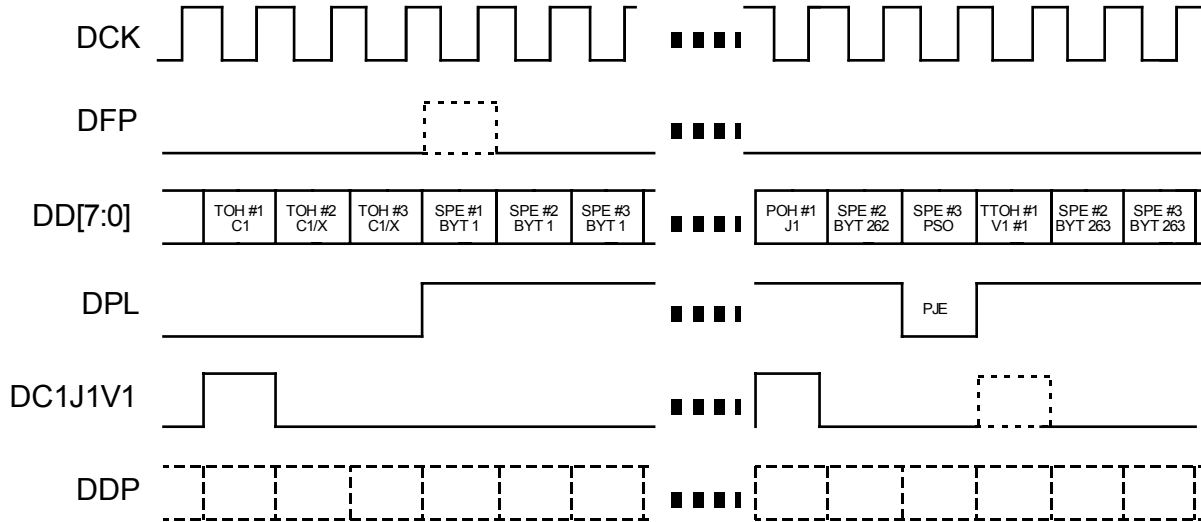 DCK
DFP
DD[7:0]
TOH #1
C1
TOH #2
C1/X
TOH #3
C1/X
SPE #1
BYT 1
SPE #2
BYT 1
SPE #3
BYT 1
POH #1
J1
SPE #2
BYT 262
SPE #3
PSO
TTOH #1
V1 #1
SPE #2
BYT 263
SPE #3
BYT 263
DPL
PJE
DC1J1V1
DDP